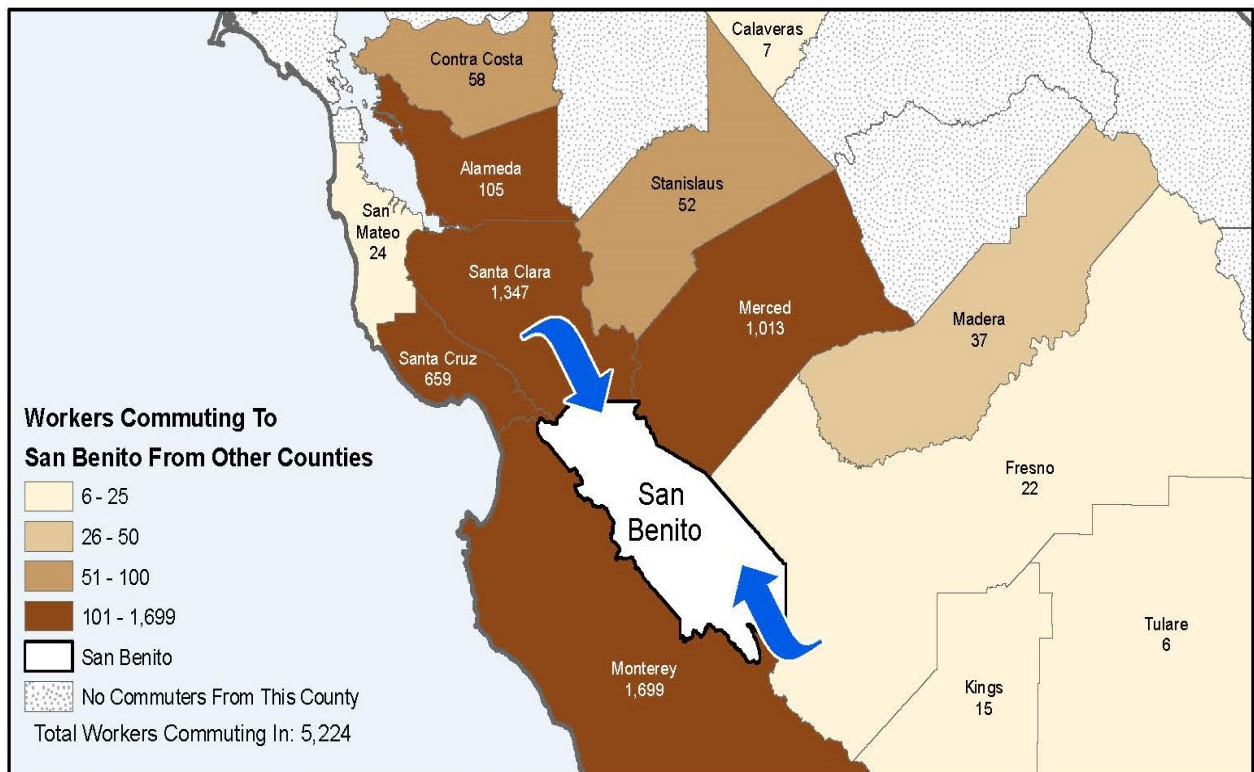 Calaveras
7
Contra Costa
58
Alameda
105
Stanislaus
52
San
Mateo
24
Santa Clara
1,347
Merced
1,013
Madera
37
Santa Cruz
659
Fresno
22
San
Benito
Tulare
6
Monterey
1,699
Kings
15
Workers Commuting To
San Benito From Other Counties
6 - 25
26 - 50
51 - 100
101 - 1,699
San Benito
No Commuters From This County
Total Workers Commuting In: 5,224